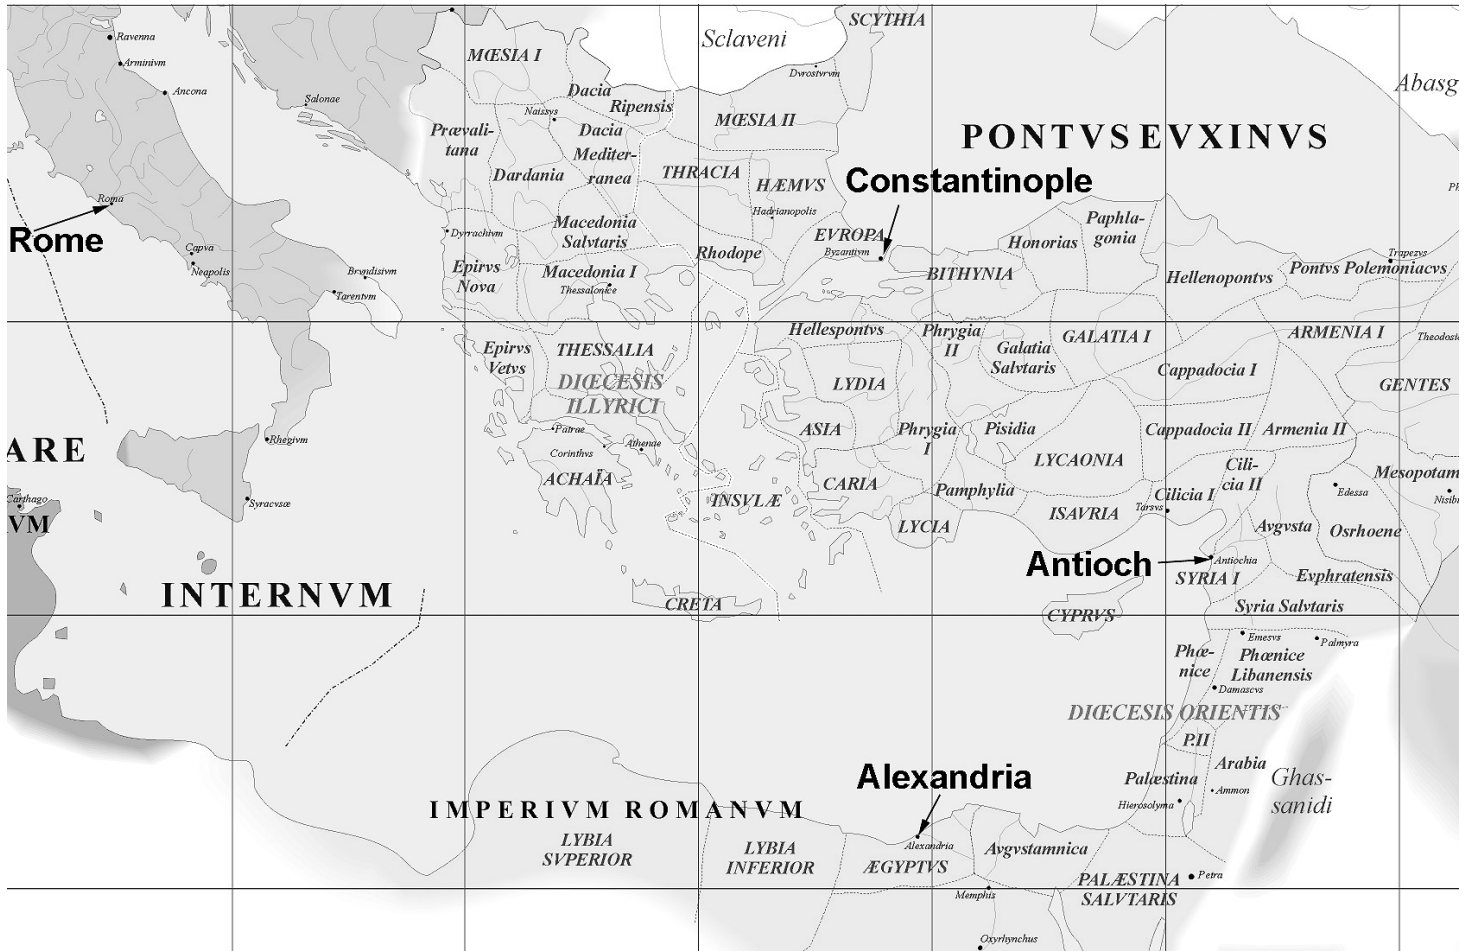 SCYTHIA
Sclaveni
Ravenna
Ariminvm
MŒSIA I
Dvrostvrvm
Abasg
Ancona
Salonae
Dacia
Ripensis
Naissvs
MŒSIA II
Prævali-
tana
Dacia
Mediter-
ranea
PONTVS EVXINVS
Dardania
THRACIA
HÆMVS
Constantinople
Roma
Rome
Hadrianopolis
Macedonia
Salvtaris
Dyrrachivm
EVROPA
Byzantivm
Honorias
Paphla-
gonia
Capva
Neapolis
Rhodope
Trapezvs
Brvndisivm
Epirvs
Nova
Macedonia I
Thessalonice
BITHYNIA
Hellenopontvs
Pontvs Polemoniacvs
Tarentvm
Hellespontvs
Phrygia
II
GALATIA I
ARMENIA I
Theodosio
Epirvs
Vetvs
THESSALIA
Galatia
Salvtaris
DIŒCESIS
ILLYRICI
LYDIA
Cappadocia I
GENTES
Patrae
Corinthvs
Athenae
ASIA
Phrygia
I
Pisidia
Cappadocia II
Armenia II
Rhegivm
ARE
LYCAONIA
ACHAÏA
CARIA
Cili-
cia II
Mesopotam
Carthago
Syracvsæ
INSVLÆ
Pamphylia
Cilicia I
Tarsvs
Edessa
Nisibi
VM
LYCIA
ISAVRIA
Avgvsta
Osrhoene
Antioch
Antiochia
SYRIA I
Evphratensis
INTERNVM
CRETA
CYPRVS
Syria Salvtaris
Emesvs
Palmyra
Phœ-
nice
Phœnice
Libanensis
Damascvs
DIŒCESIS ORIENTIS
P.II
Arabia
Alexandria
Palæstina
Ammon
Ghas-
sanidi
Hierosolyma
IMPERIVM ROMANVM
LYBIA
SVPERIOR
LYBIA
INFERIOR
Alexandria
ÆGYPTVS
Avgvstamnica
Memphis
PALÆSTINA
SALVTARIS
Petra
Oxyrhynchus